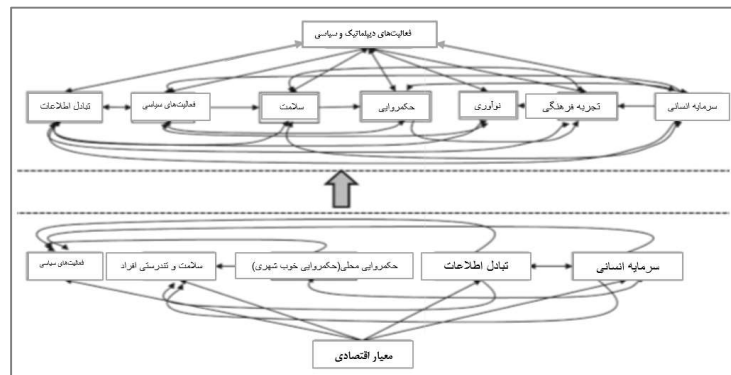 فعالیت‌های دیپلماتیک و سیاسی
سرمایه انسانی
تجربه فرهنگی
نوآوری
حکمروایی
سلامت
فعالیت‌های سیاسی
تبادل اطلاعات
سرمایه انسانی
تبادل اطلاعات
حکمروایی محلی(حکمروایی خوب شهری)
سلامت و تندرستی افراد
فعالیت‌های سیاسی
معیار اقتصادی